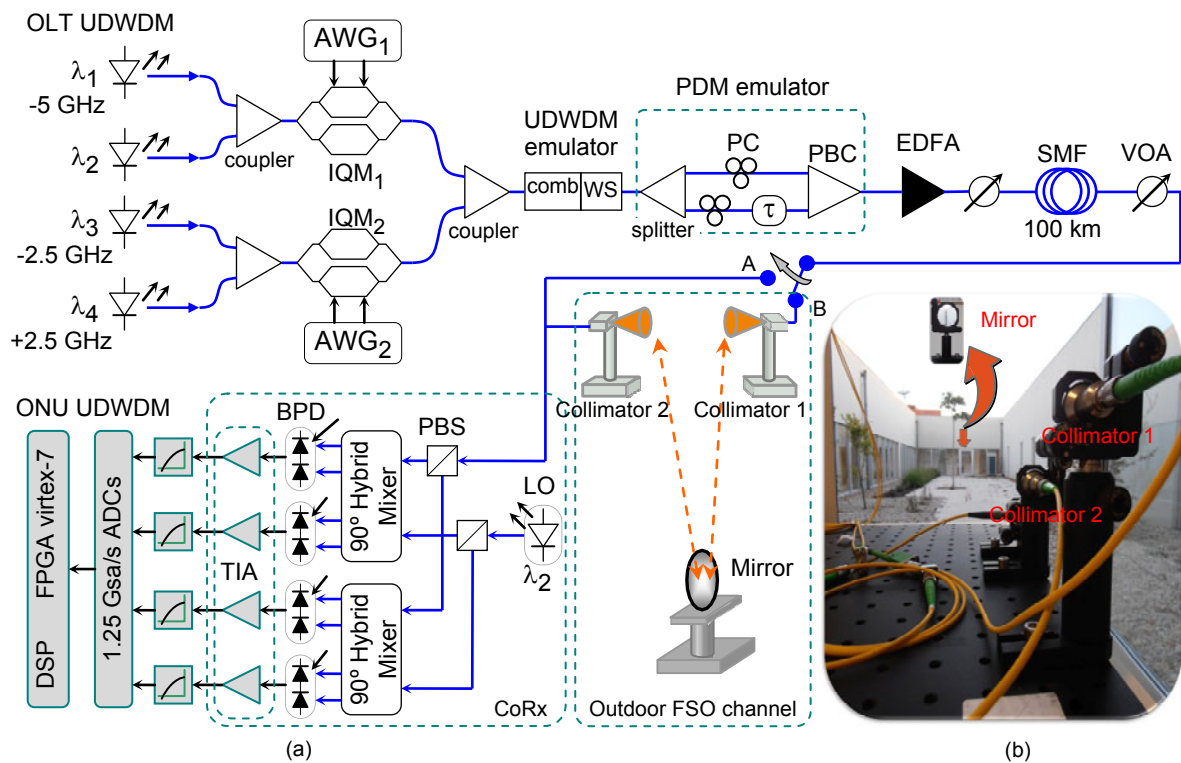 OLT UDWDM
λ1
-5 GHz
λ2
λ3
-2.5 GHz
λ4
+2.5 GHz
coupler
AWG1
IQM1
IQM2
AWG2
coupler
UDWDM
emulator
comb
WS
PDM emulator
splitter
PC
τ
PBC
EDFA
SMF
100 km
VOA
A
B
Collimator 2
Collimator 1
Mirror
Outdoor FSO channel
Mirror
Collimator 1
Collimator 2
(b)
ONU UDWDM
DSP FPGA virtex-7
1.25 Gsa/s ADCs
TIA
BPD
90º Hybrid
Mixer
90º Hybrid
Mixer
PBS
LO
λ2
CoRx
(a)